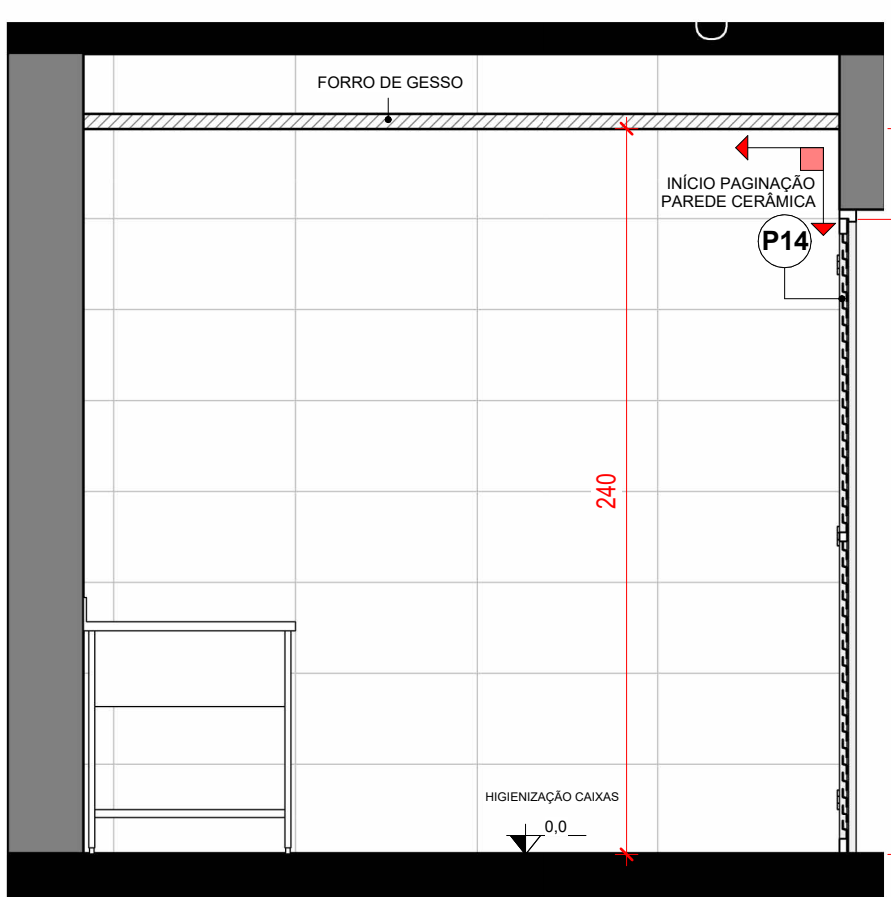 FORRO DE GESSO
INÍCIO PAGINAÇÃO
PAREDE CERÂMICA
P14
240
HIGIENIZAÇÃO CAIXAS
0,0